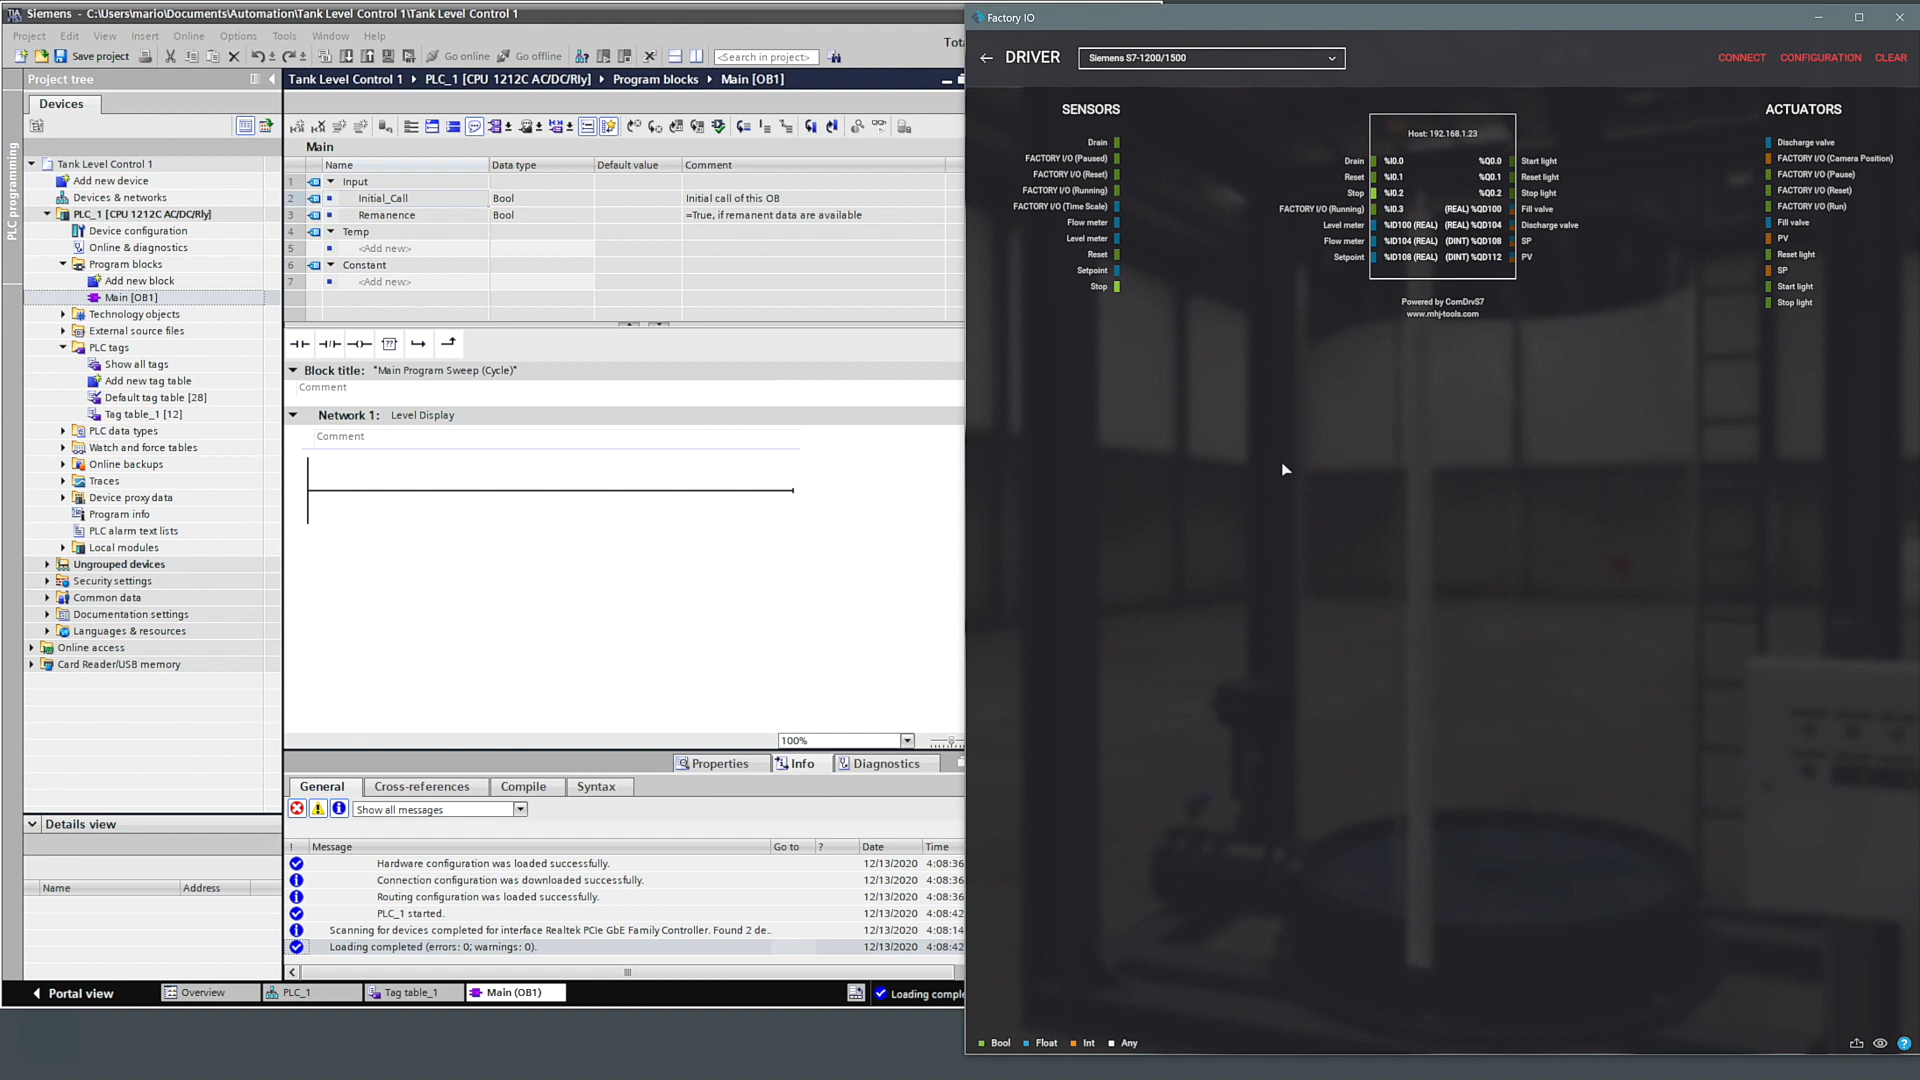 Siemens - C:\Users\mario\Documents\Automation\Tank Level Control 1\Tank Level Control 1
Project Edit View Insert Online Options Tools Window Help
Save project
Go online
Go offline
<Search in project>
Tota
Project tree
Devices
PLC programming
Tank Level Control 1
Add new device
Devices & networks
PLC_1 [CPU 1212C AC/DC/Rly]
Device configuration
Online & diagnostics
Program blocks
Add new block
Main [OB1]
Technology objects
External source files
PLC tags
Show all tags
Add new tag table
Default tag table [28]
Tag table_1 [12]
PLC data types
Watch and force tables
Online backups
Traces
Device proxy data
Program info
PLC alarm text lists
Local modules
Ungrouped devices
Security settings
Common data
Documentation settings
Languages & resources
Online access
Card Reader/USB memory
Details view
Name Address
Portal view
Tank Level Control 1 PLC_1 [CPU 1212C AC/DC/Rly] Program blocks Main [OB1]
Main
Name Data type Default value Comment
1 Input
2 Initial_Call Bool Initial call of this OB
3 Remanence Bool =True, if remanent data are available
4 Temp
5 <Add new>
6 Constant
7 <Add new>
??
Block title: "Main Program Sweep (Cycle)"
Comment
Network 1: Level Display
Comment
100%
Properties
Info
Diagnostics
General Cross-references Compile Syntax
Show all messages
! Message Go to ? Date Time
Hardware configuration was loaded successfully. 12/13/2020 4:08:36
Connection configuration was downloaded successfully. 12/13/2020 4:08:36
Routing configuration was loaded successfully. 12/13/2020 4:08:36
PLC_1 started. 12/13/2020 4:08:42
Scanning for devices completed for interface Realtek PCIe GbE Family Controller. Found 2 de.. 12/13/2020 4:08:14
Loading completed (errors: 0; warnings: 0). 12/13/2020 4:08:42
Overview
PLC_1
Tag table_1
Main (OB1)
Loading comple
Factory IO
DRIVER
Siemens S7-1200/1500
CONNECT
CONFIGURATION
CLEAR
SENSORS
Drain
FACTORY I/O (Paused)
FACTORY I/O (Reset)
FACTORY I/O (Running)
FACTORY I/O (Time Scale)
Flow meter
Level meter
Reset
Setpoint
Stop
Host: 192.168.1.23
Drain %I0.0 %Q0.0 Start light
Reset %I0.1 %Q0.1 Reset light
Stop %I0.2 %Q0.2 Stop light
FACTORY I/O (Running) %I0.3 (REAL) %QD100 Fill valve
Level meter %ID100 (REAL) (REAL) %QD104 Discharge valve
Flow meter %ID104 (REAL) (DINT) %QD108 SP
Setpoint %ID108 (REAL) (DINT) %QD112 PV
Powered by ComDrvS7
www.mhj-tools.com
ACTUATORS
Discharge valve
FACTORY I/O (Camera Position)
FACTORY I/O (Pause)
FACTORY I/O (Reset)
FACTORY I/O (Run)
Fill valve
PV
Reset light
SP
Start light
Stop light
Bool Float Int Any
?